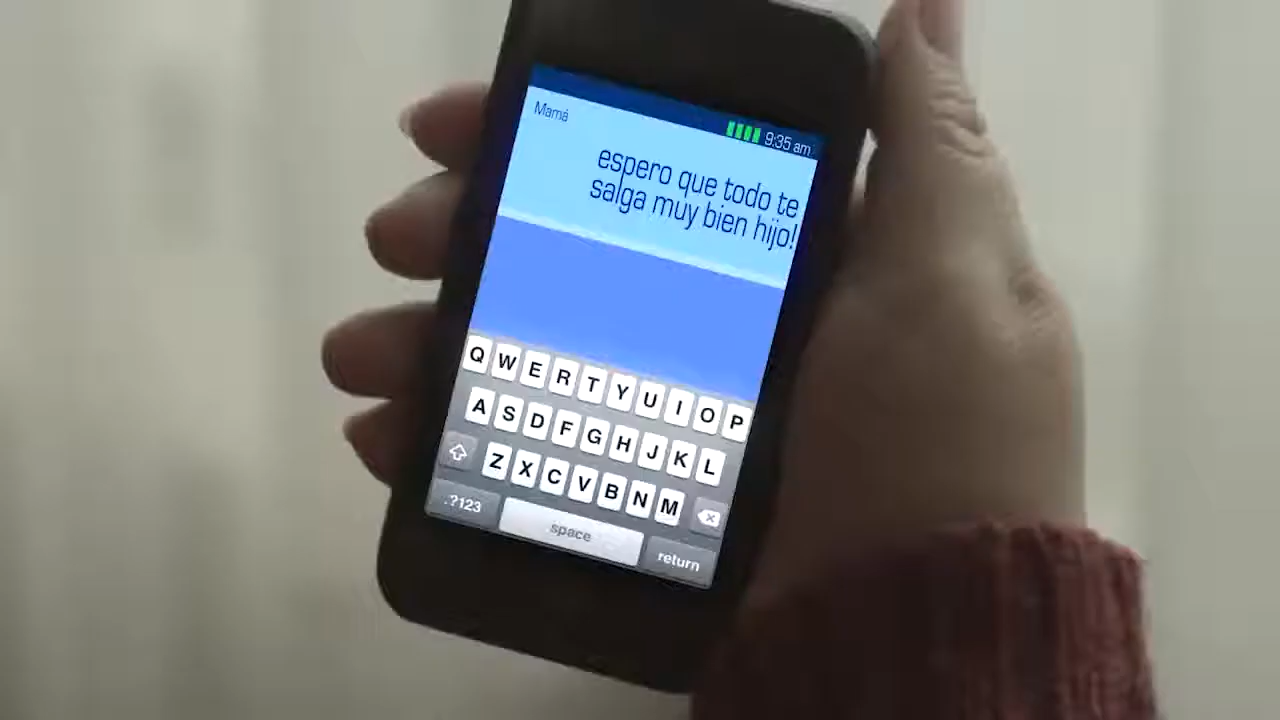 9:35 am
Mamá
espero que todo te
salga muy bien hijo!
Q W E R T Y U I O P
A S D F G H J K L
Z X C V B N M
.?123 space return